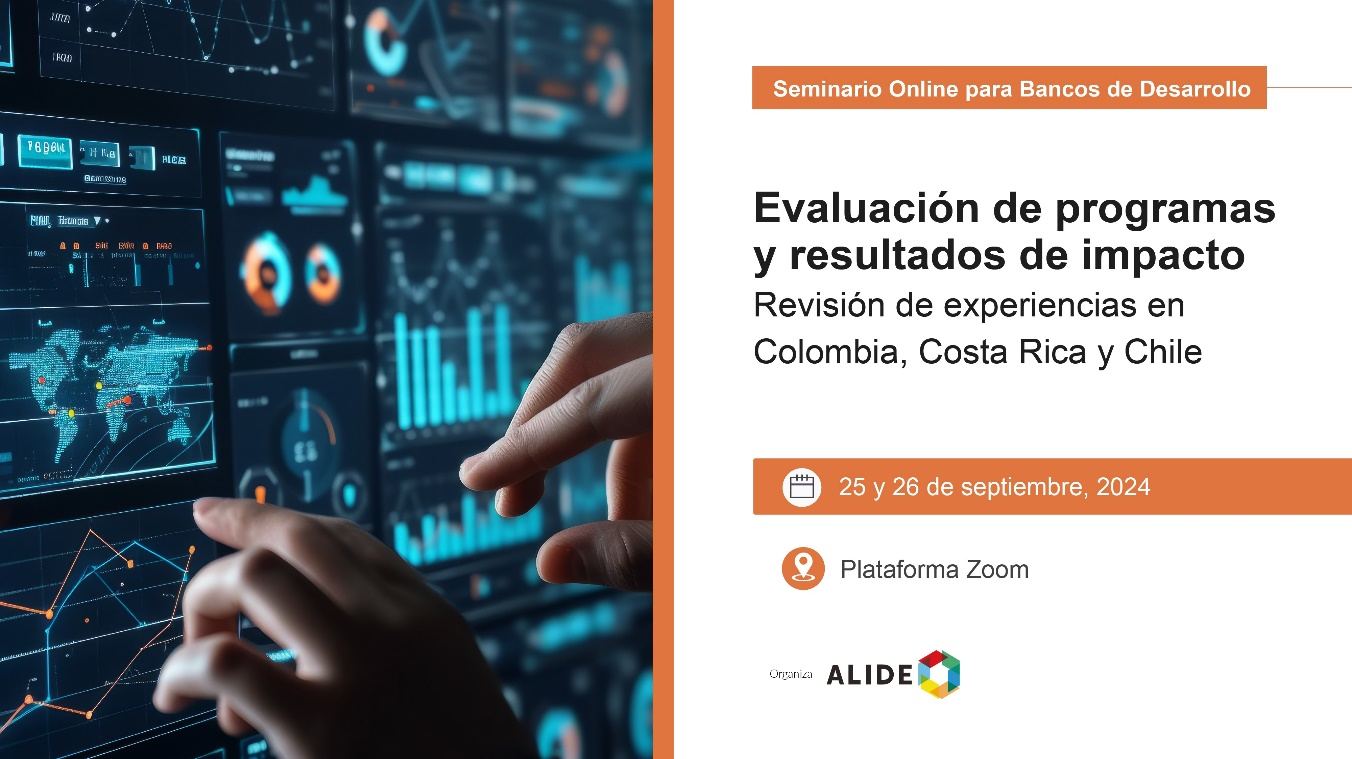 Seminario Online para Bancos de Desarrollo
Evaluación de programas
y resultados de impacto
Revisión de experiencias en
Colombia, Costa Rica y Chile
25 y 26 de septiembre, 2024
Plataforma Zoom
Organiza
ALIDE